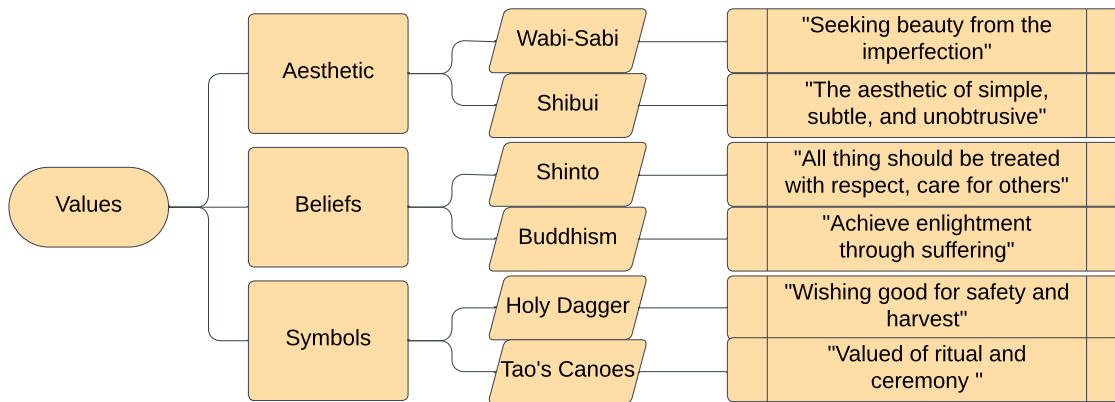 Values
Aesthetic
Wabi-Sabi
"Seeking beauty from the
imperfection"
Shibui
"The aesthetic of simple,
subtle, and unobtrusive"
Beliefs
Shinto
"All thing should be treated
with respect, care for others"
Buddhism
"Achieve enlightment
through suffering"
Symbols
Holy Dagger
"Wishing good for safety and
harvest"
Tao's Canoes
"Valued of ritual and
ceremony "